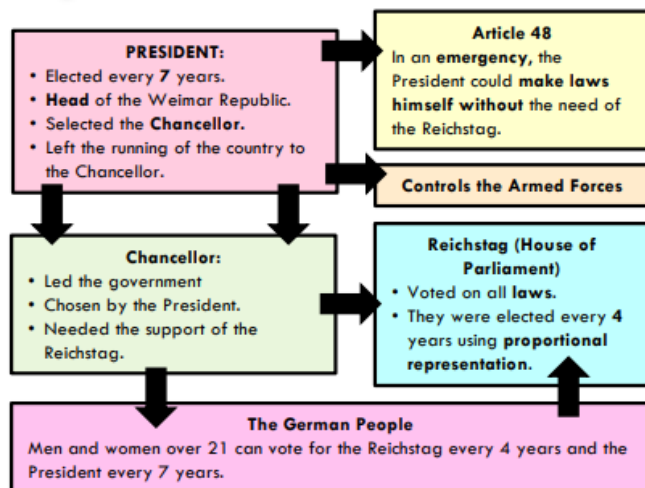 PRESIDENT:
• Elected every 7 years.
• Head of the Weimar Republic.
• Selected the Chancellor.
• Left the running of the country to
the Chancellor.
Article 48
In an emergency, the
President could make laws
himself without the need of
the Reichstag.
Controls the Armed Forces
Chancellor:
• Led the government
• Chosen by the President.
• Needed the support of the
Reichstag.
Reichstag (House of
Parliament)
• Voted on all laws.
• They were elected every 4
years using proportional
representation.
The German People
Men and women over 21 can vote for the Reichstag every 4 years and the
President every 7 years.